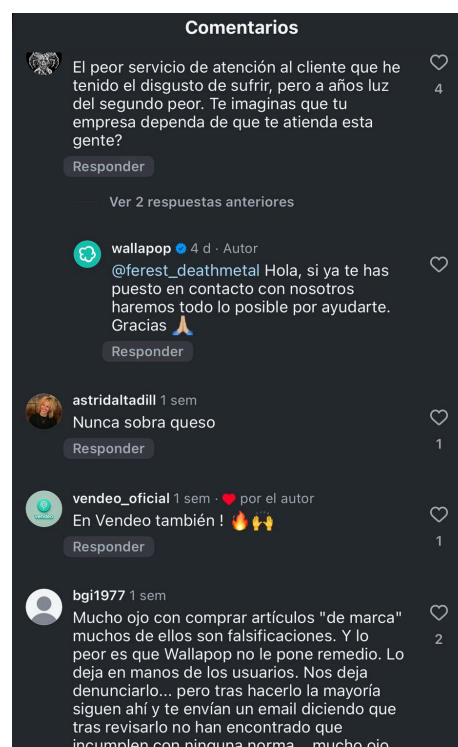 Comentarios
El peor servicio de atención al cliente que he
tenido el disgusto de sufrir, pero a años luz
del segundo peor. Te imaginas que tu
empresa dependa de que te atienda esta
gente?
4
Responder
Ver 2 respuestas anteriores
wallapop 4 d · Autor
@ferest_deathmetal Hola, si ya te has
puesto en contacto con nosotros
haremos todo lo posible por ayudarte.
Gracias 🙏🏼
Responder
astridaltadill 1 sem
Nunca sobra queso
1
Responder
vendeo
vendeo_oficial 1 sem · ❤️ por el autor
En Vendeo también ! 🔥🙌
1
Responder
bgi1977 1 sem
Mucho ojo con comprar artículos "de marca"
muchos de ellos son falsificaciones. Y lo
2
peor es que Wallapop no le pone remedio. Lo
deja en manos de los usuarios. Nos deja
denunciarlo... pero tras hacerlo la mayoría
siguen ahí y te envían un email diciendo que
tras revisarlo no han encontrado que
incumplen con ninguna norma... mucho ojo